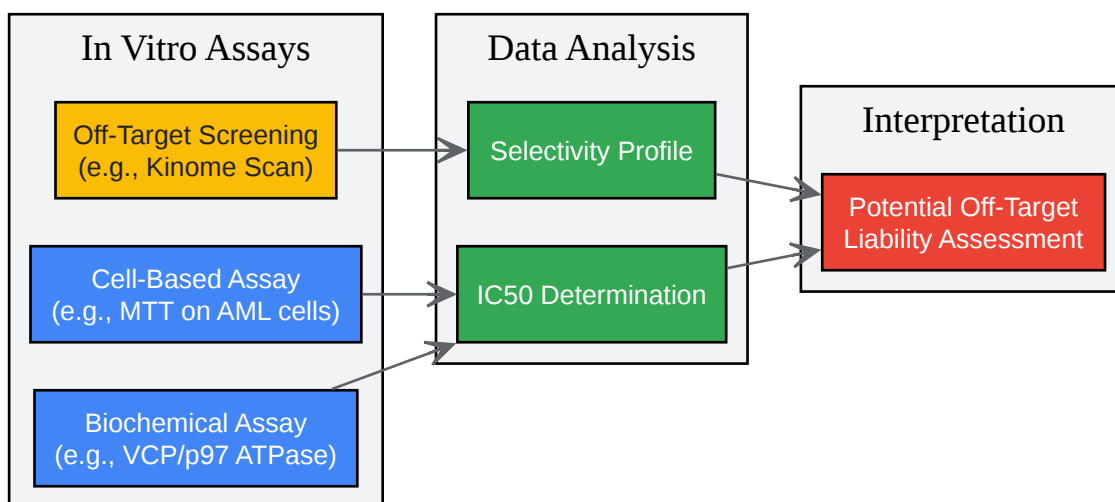 In Vitro Assays
Off-Target Screening
(e.g., Kinome Scan)
Cell-Based Assay
(e.g., MTT on AML cells)
Biochemical Assay
(e.g., VCP/p97 ATPase)
Data Analysis
Selectivity Profile
IC50 Determination
Interpretation
Potential Off-Target
Liability Assessment